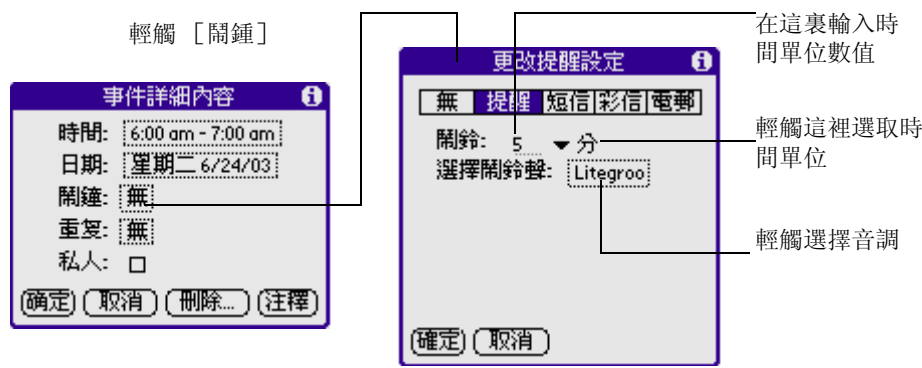 輕觸 [鬧鍾]
事件詳細內容
時間: 6:00 am - 7:00 am
日期: 星期二 6/24/03
鬧鐘: 無
重复: 無
私人:
确定 取消 刪除... 注釋
更改提醒設定
無 提醒 短信 彩信 電郵
鬧鈴: 5 分
選擇鬧鈴聲: Litegroo
確定 取消
在這裏輸入時
間單位數值
輕觸這裡選取時
間單位
輕觸選擇音調